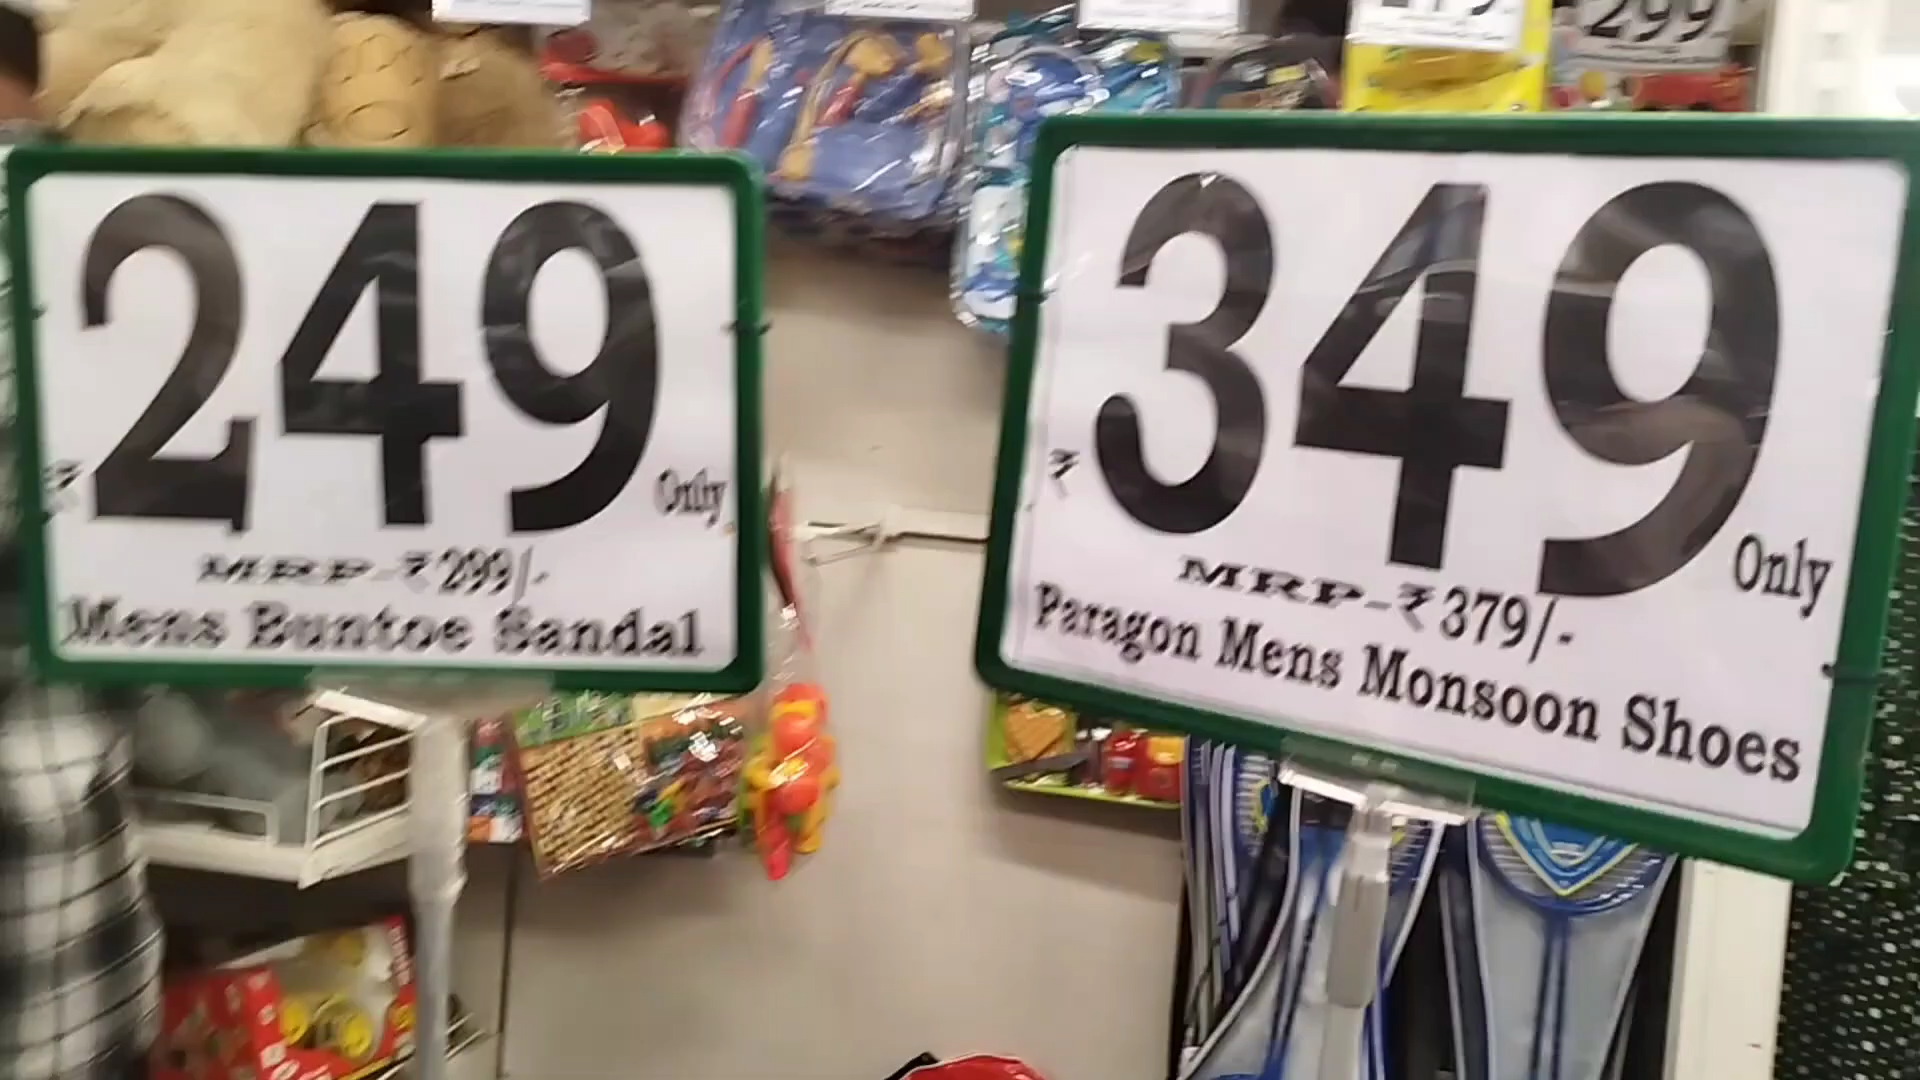 299
₹ 249 Only
MRP-₹299/-
Mens Buntoe Sandal
₹ 349 Only
MRP-₹379/-
Paragon Mens Monsoon Shoes